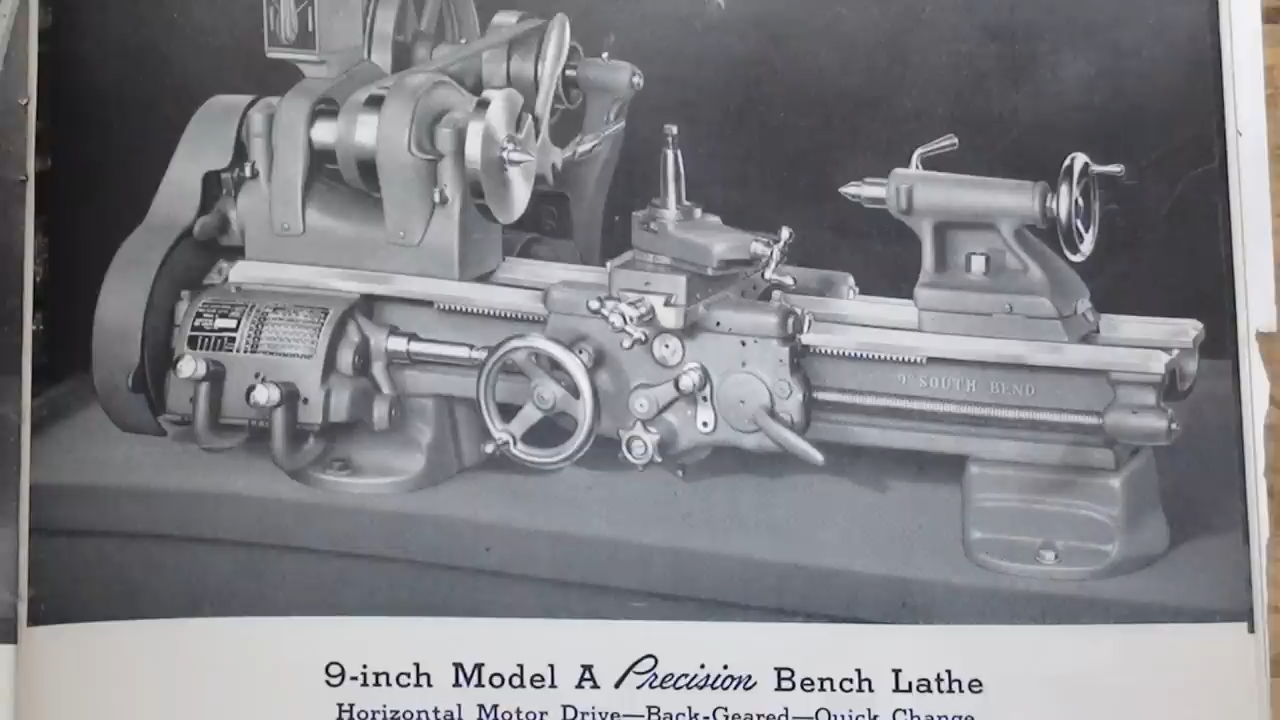 9" SOUTH BEND
9-inch Model A Precision Bench Lathe
Horizontal Motor Drive—Back-Geared—Quick Change